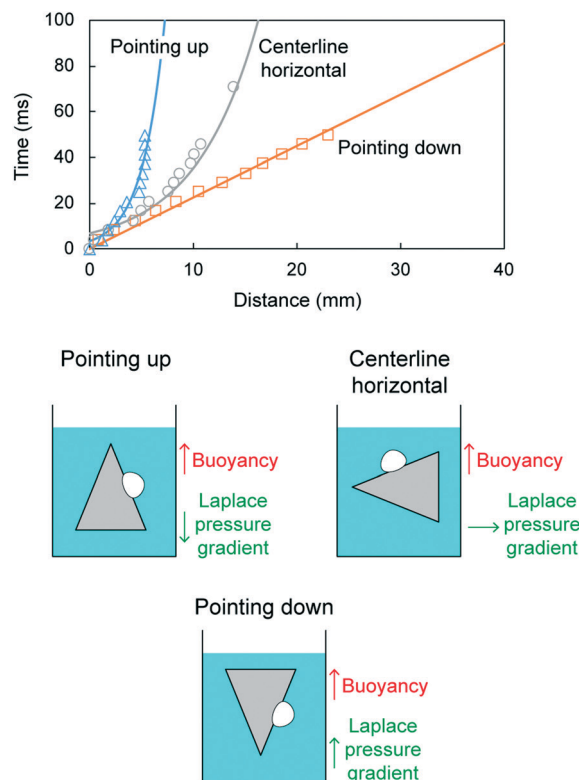 100
80
60
40
20
0
Time (ms)
Pointing up
Centerline
horizontal
Pointing down
0
10
20
30
40
Distance (mm)
Pointing up
Buoyancy
Laplace
pressure
gradient
Centerline
horizontal
Buoyancy
Laplace
pressure
gradient
Pointing down
Buoyancy
Laplace
pressure
gradient